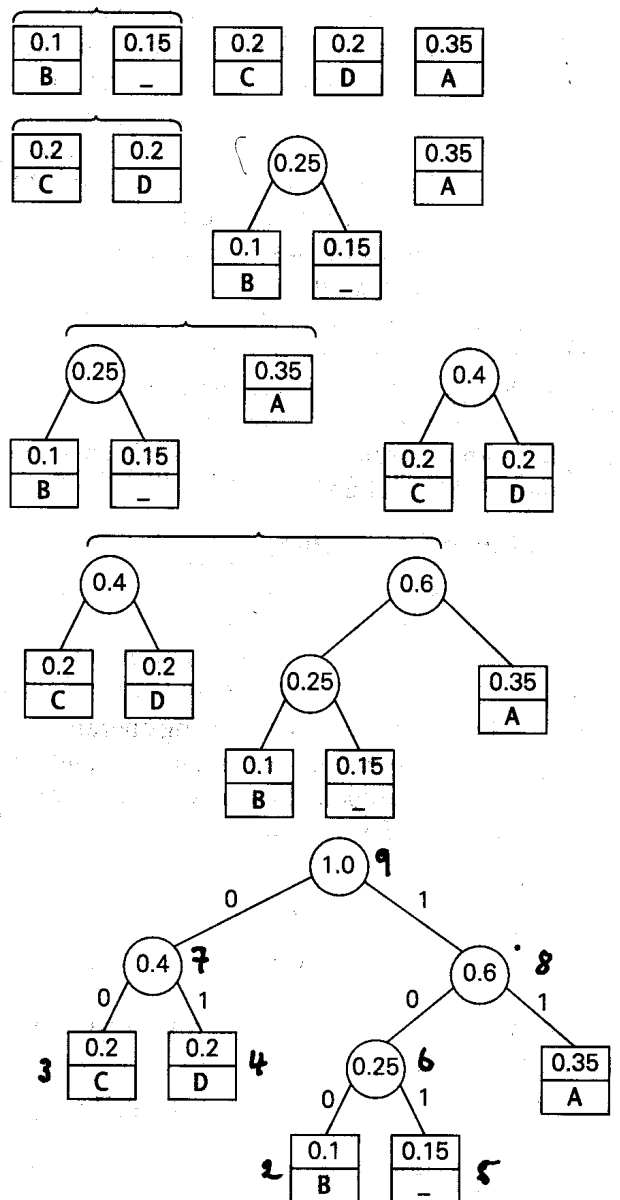 0.1 0.15 0.2 0.2 0.35
B _ C D A
0.2 0.2 0.25 0.35
C D A
0.1 0.15
B _
0.25 0.35 0.4
A
0.1 0.15 0.2 0.2
B _ C D
0.4 0.6
0.2 0.2 0.25 0.35
C D A
0.1 0.15
B _
1.0 9
0 1
0.4 7 0.6 8
0 1 0 1
3 0.2 0.2 4 0.25 6 0.35
C D A
0 1
2 0.1 0.15 5
B _